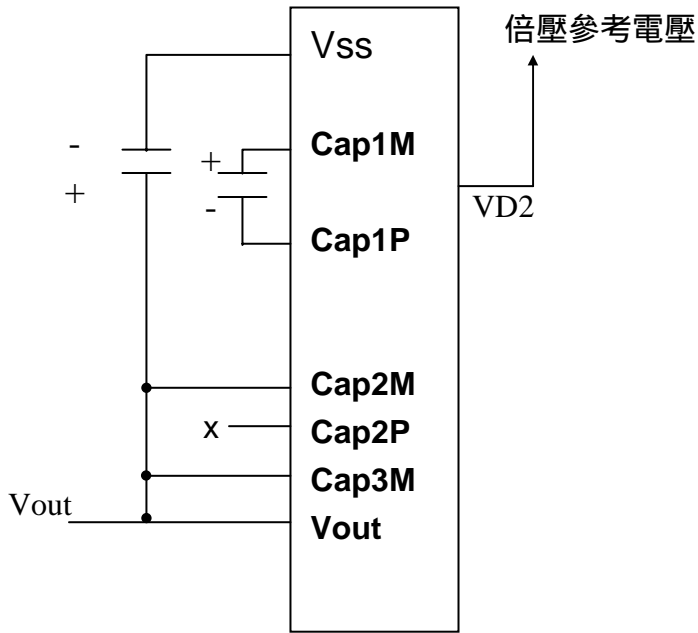 倍壓參考電壓
Vss
-
+
+
-
Cap1M
VD2
Cap1P
Cap2M
x
Cap2P
Cap3M
Vout
Vout